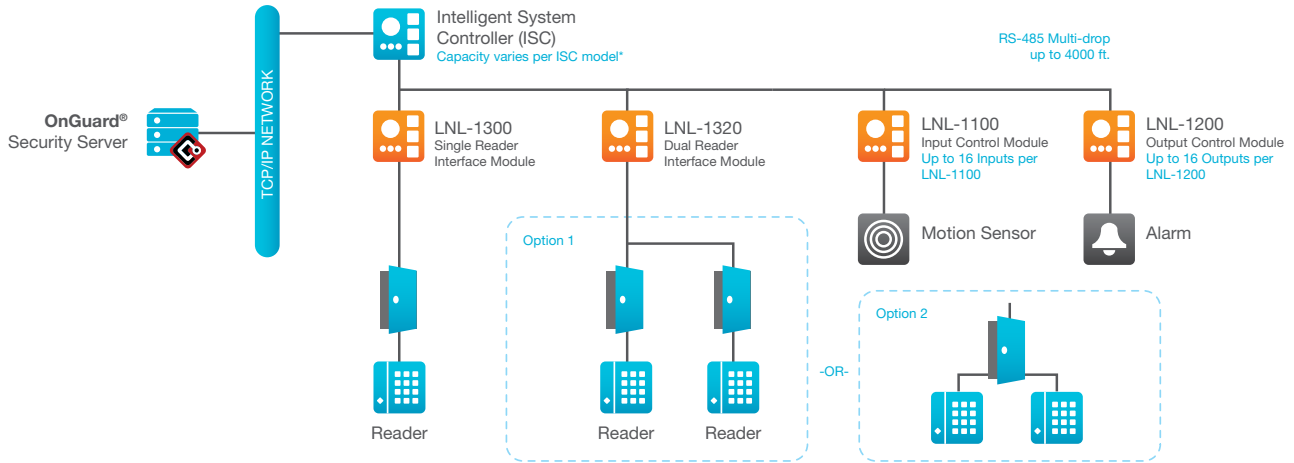 Intelligent System
Controller (ISC)
Capacity varies per ISC model*
RS-485 Multi-drop
up to 4000 ft.
OnGuard®
Security Server
TCP/IP NETWORK
LNL-1300
Single Reader
Interface Module
LNL-1320
Dual Reader
Interface Module
LNL-1100
Input Control Module
Up to 16 Inputs per
LNL-1100
LNL-1200
Output Control Module
Up to 16 Outputs per
LNL-1200
Motion Sensor
Alarm
Option 1
Option 2
-OR-
Reader
Reader
Reader